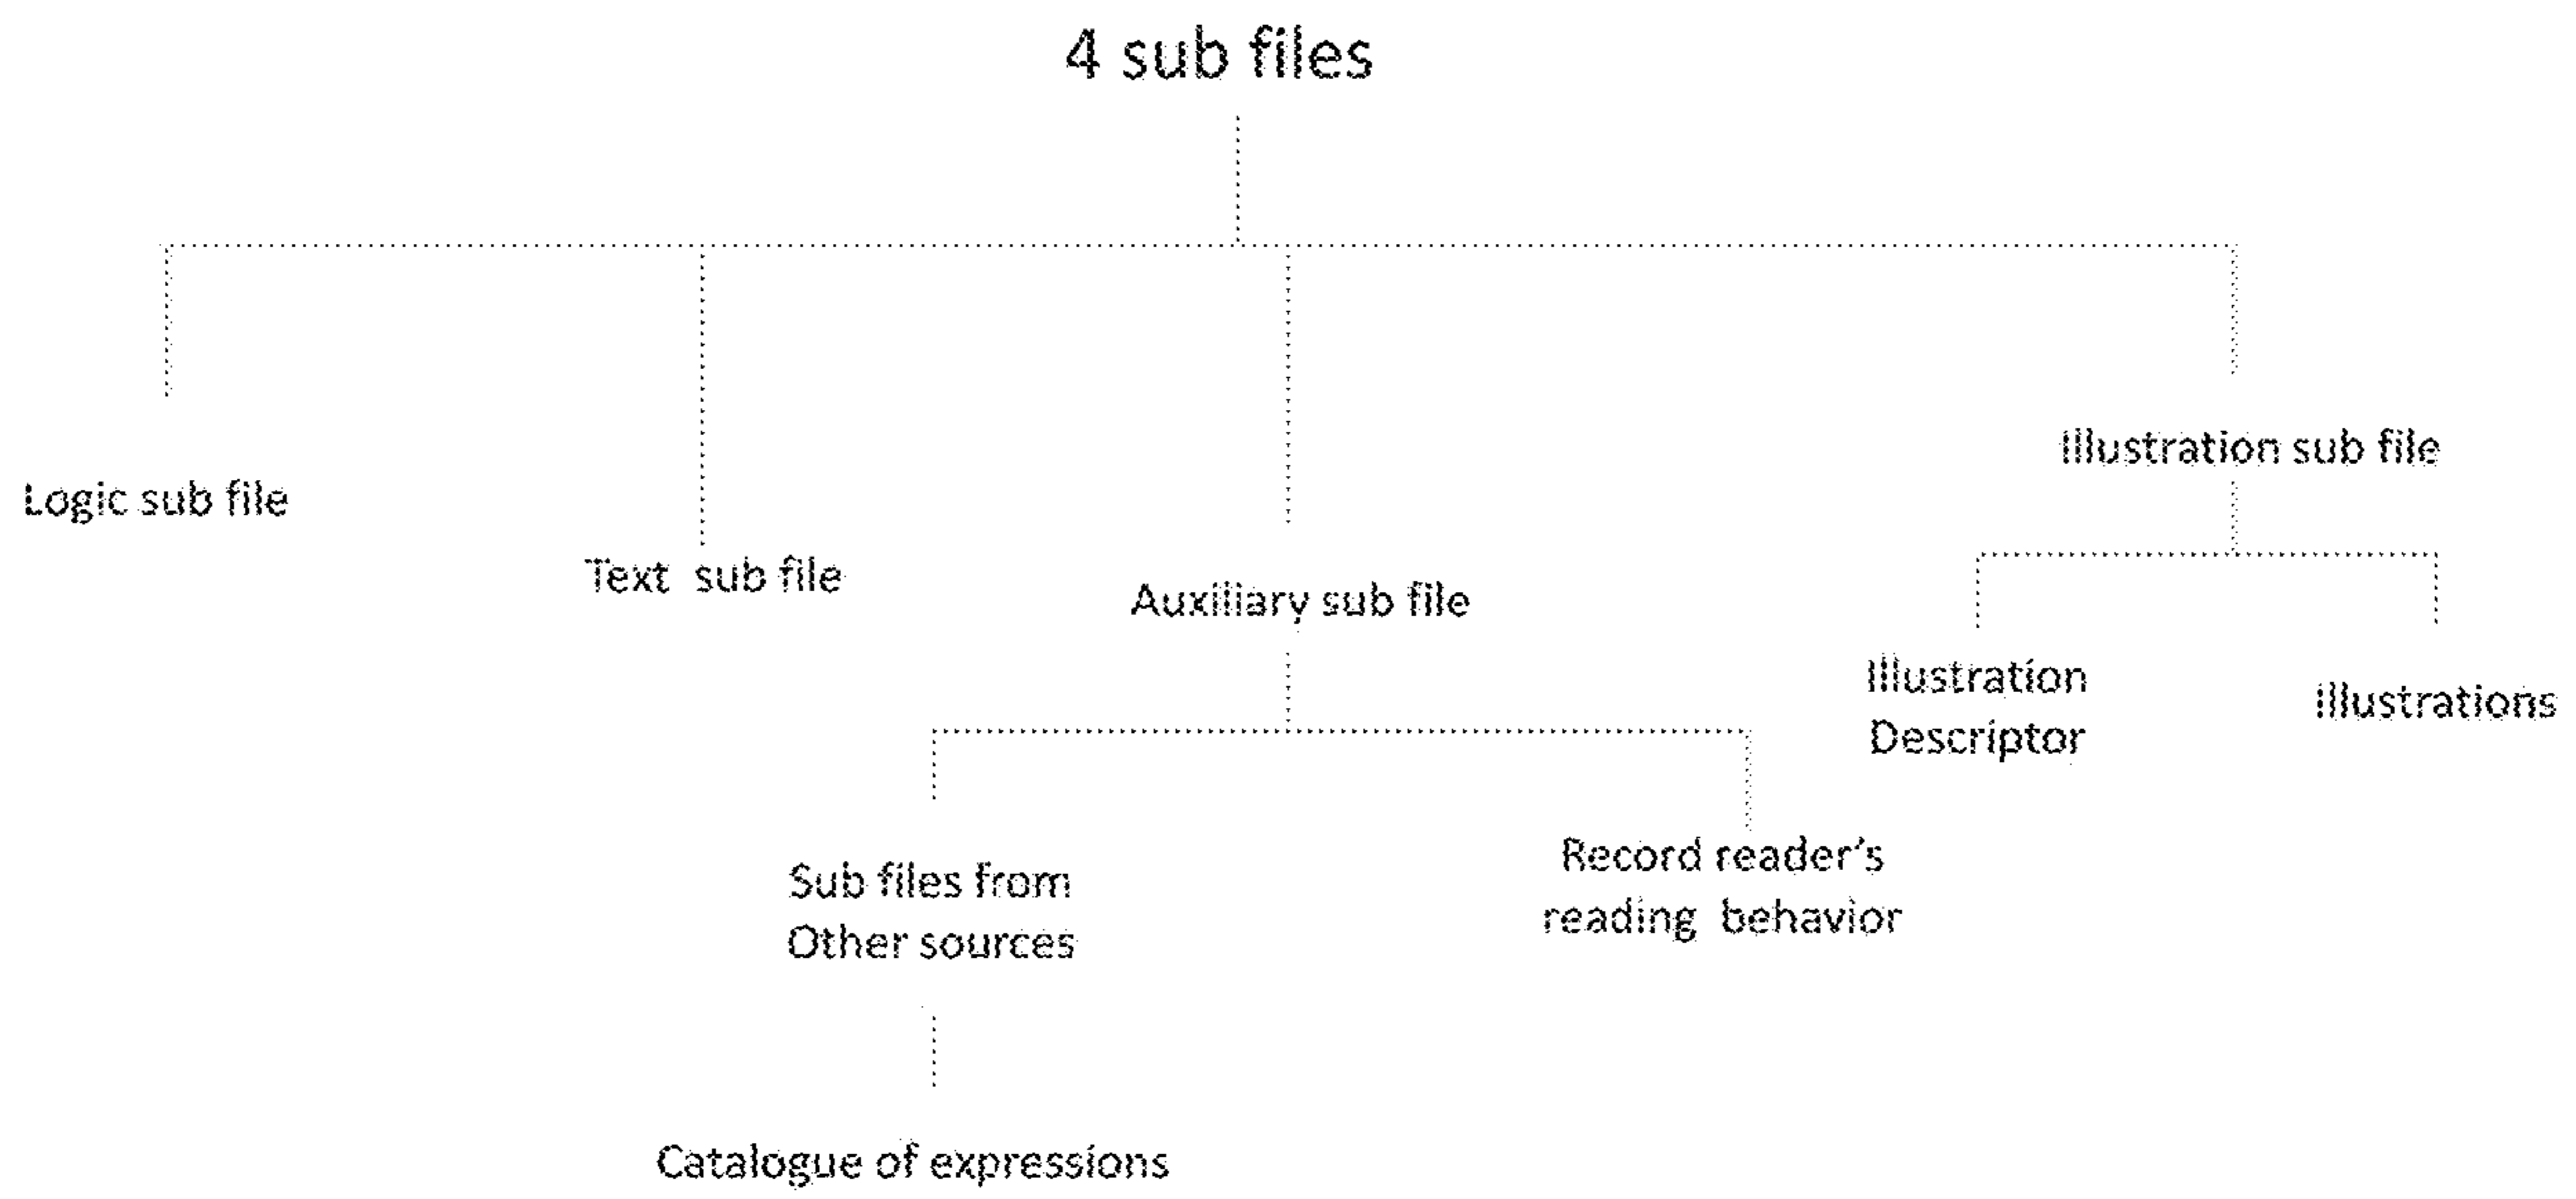 4 sub files
Logic sub file
Text sub file
Auxiliary sub file
Illustration sub file
Illustration
Descriptor
Illustrations
Sub files from
Other sources
Record reader's
reading behavior
Catalogue of expressions